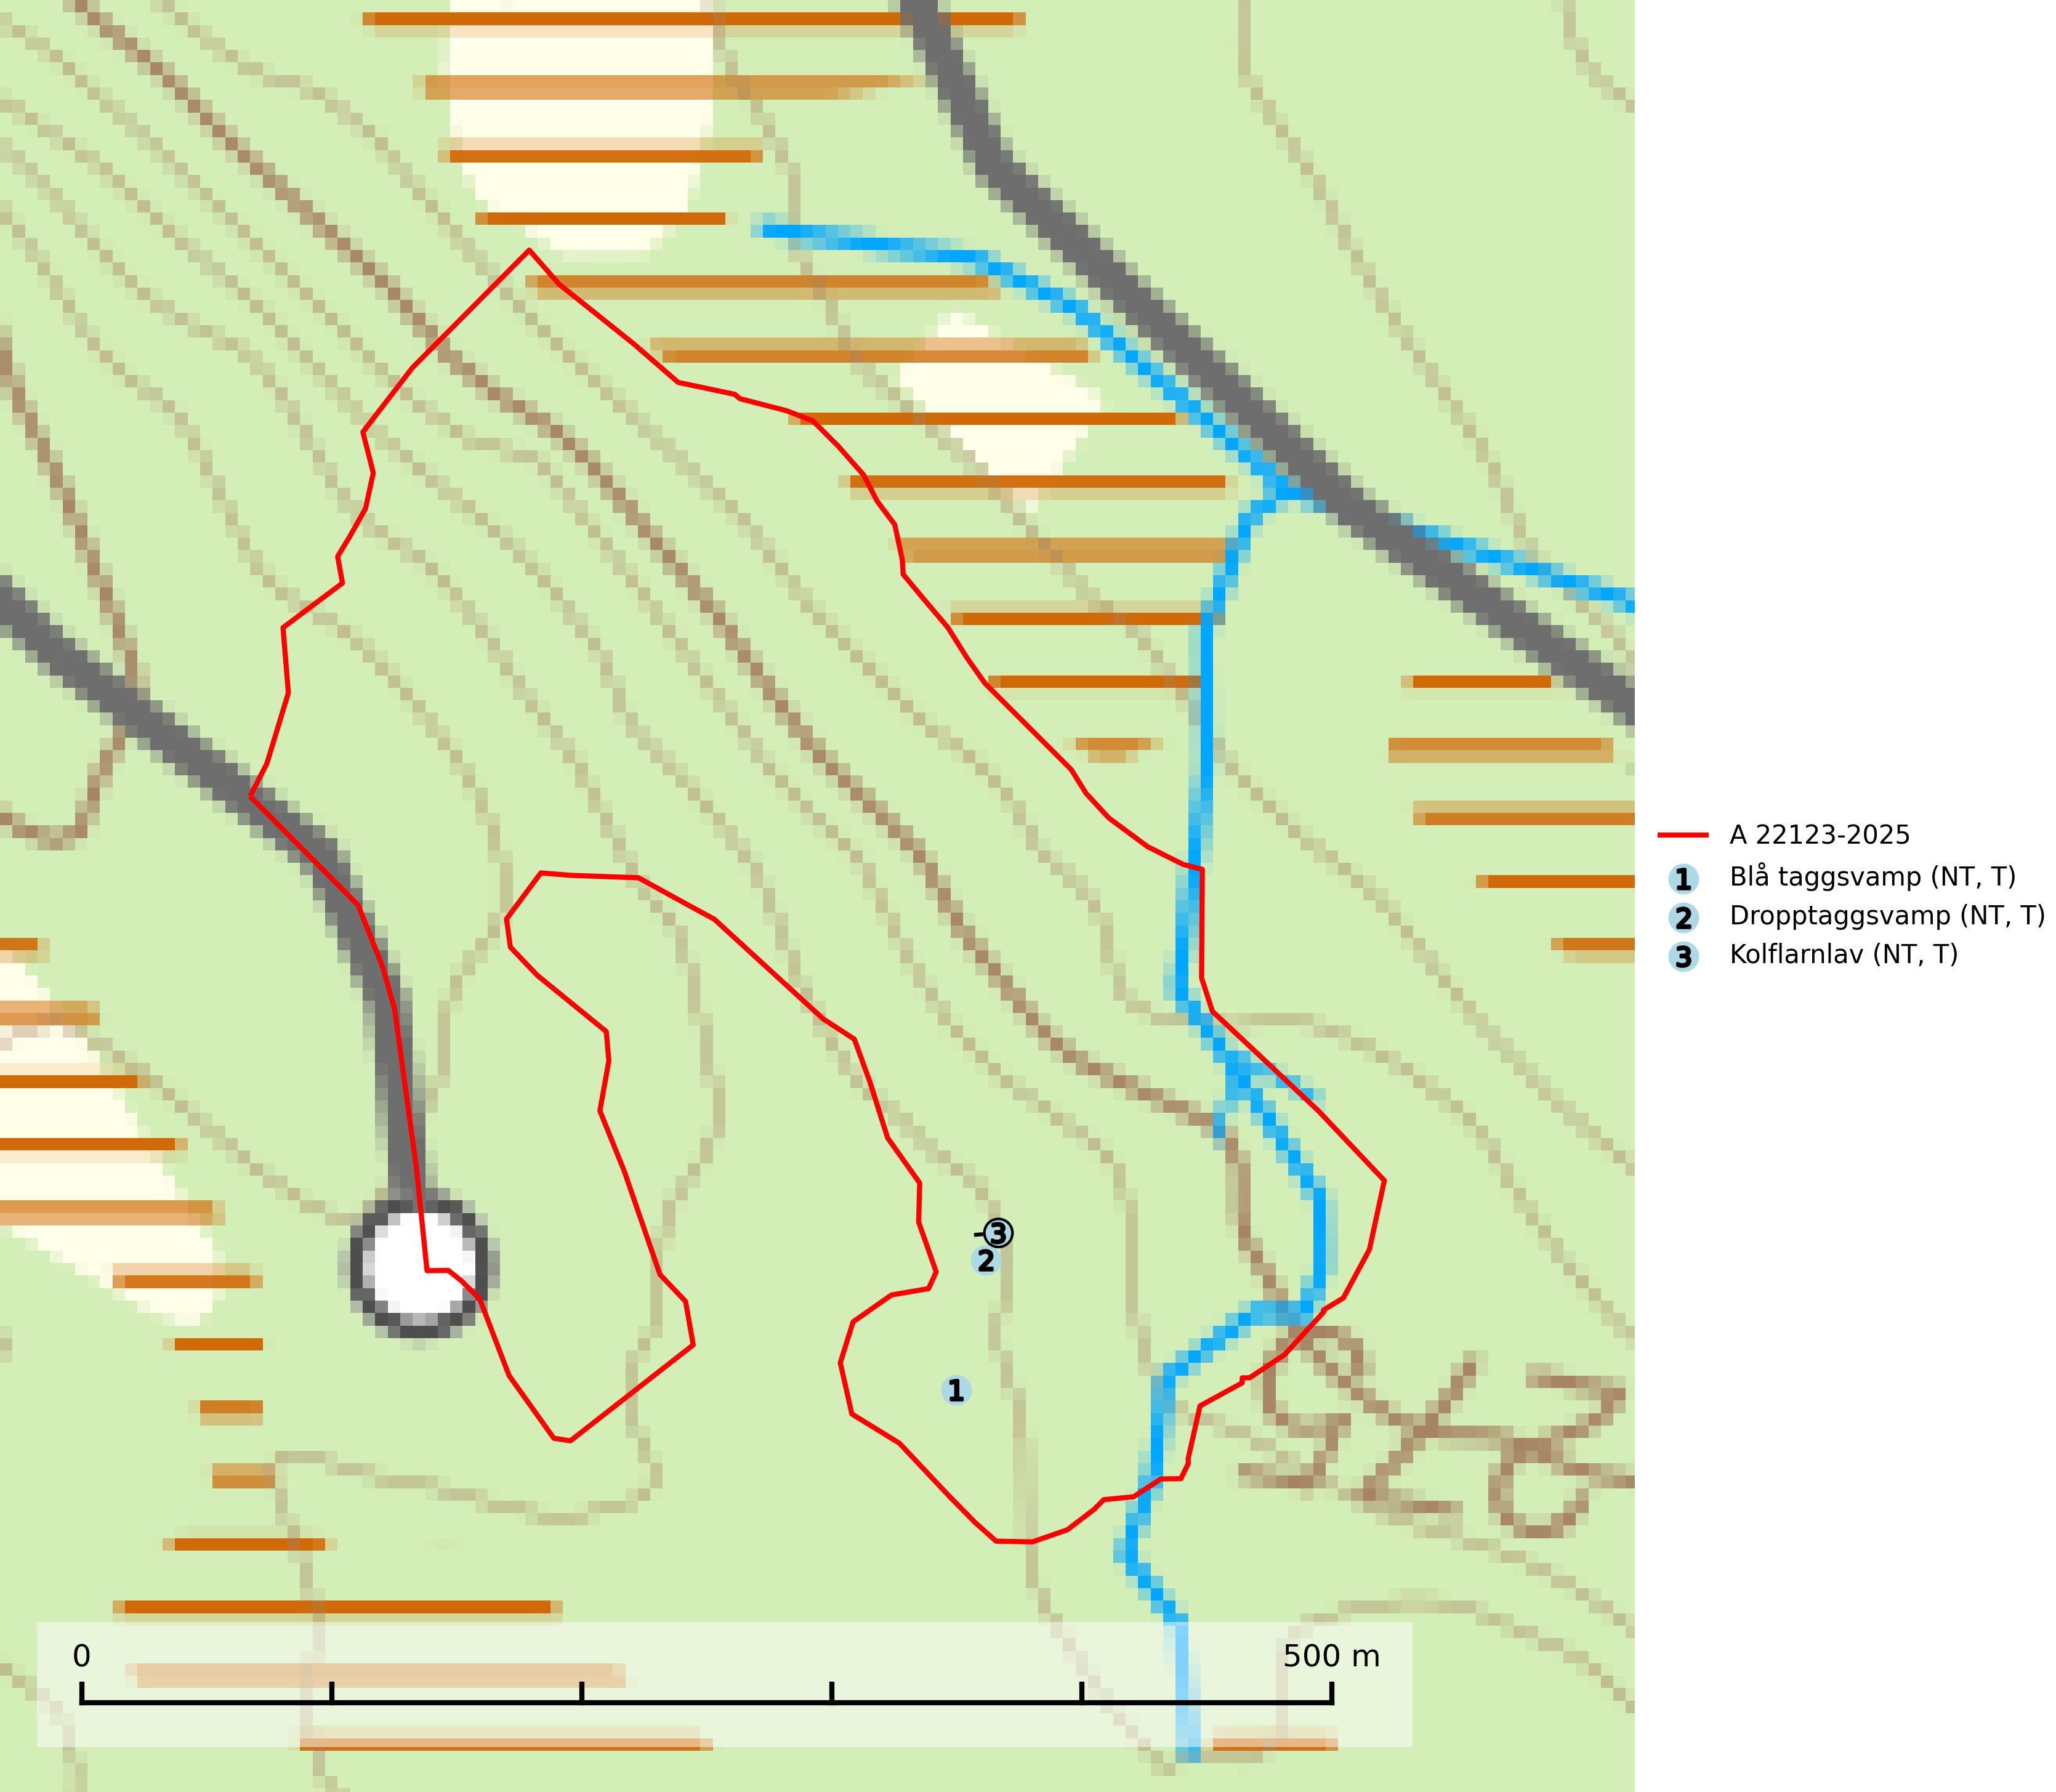 3
2
1
0 500 m
A 22123-2025
1 Blå taggsvamp (NT, T)
2 Dropptaggsvamp (NT, T)
3 Kolflarnlav (NT, T)